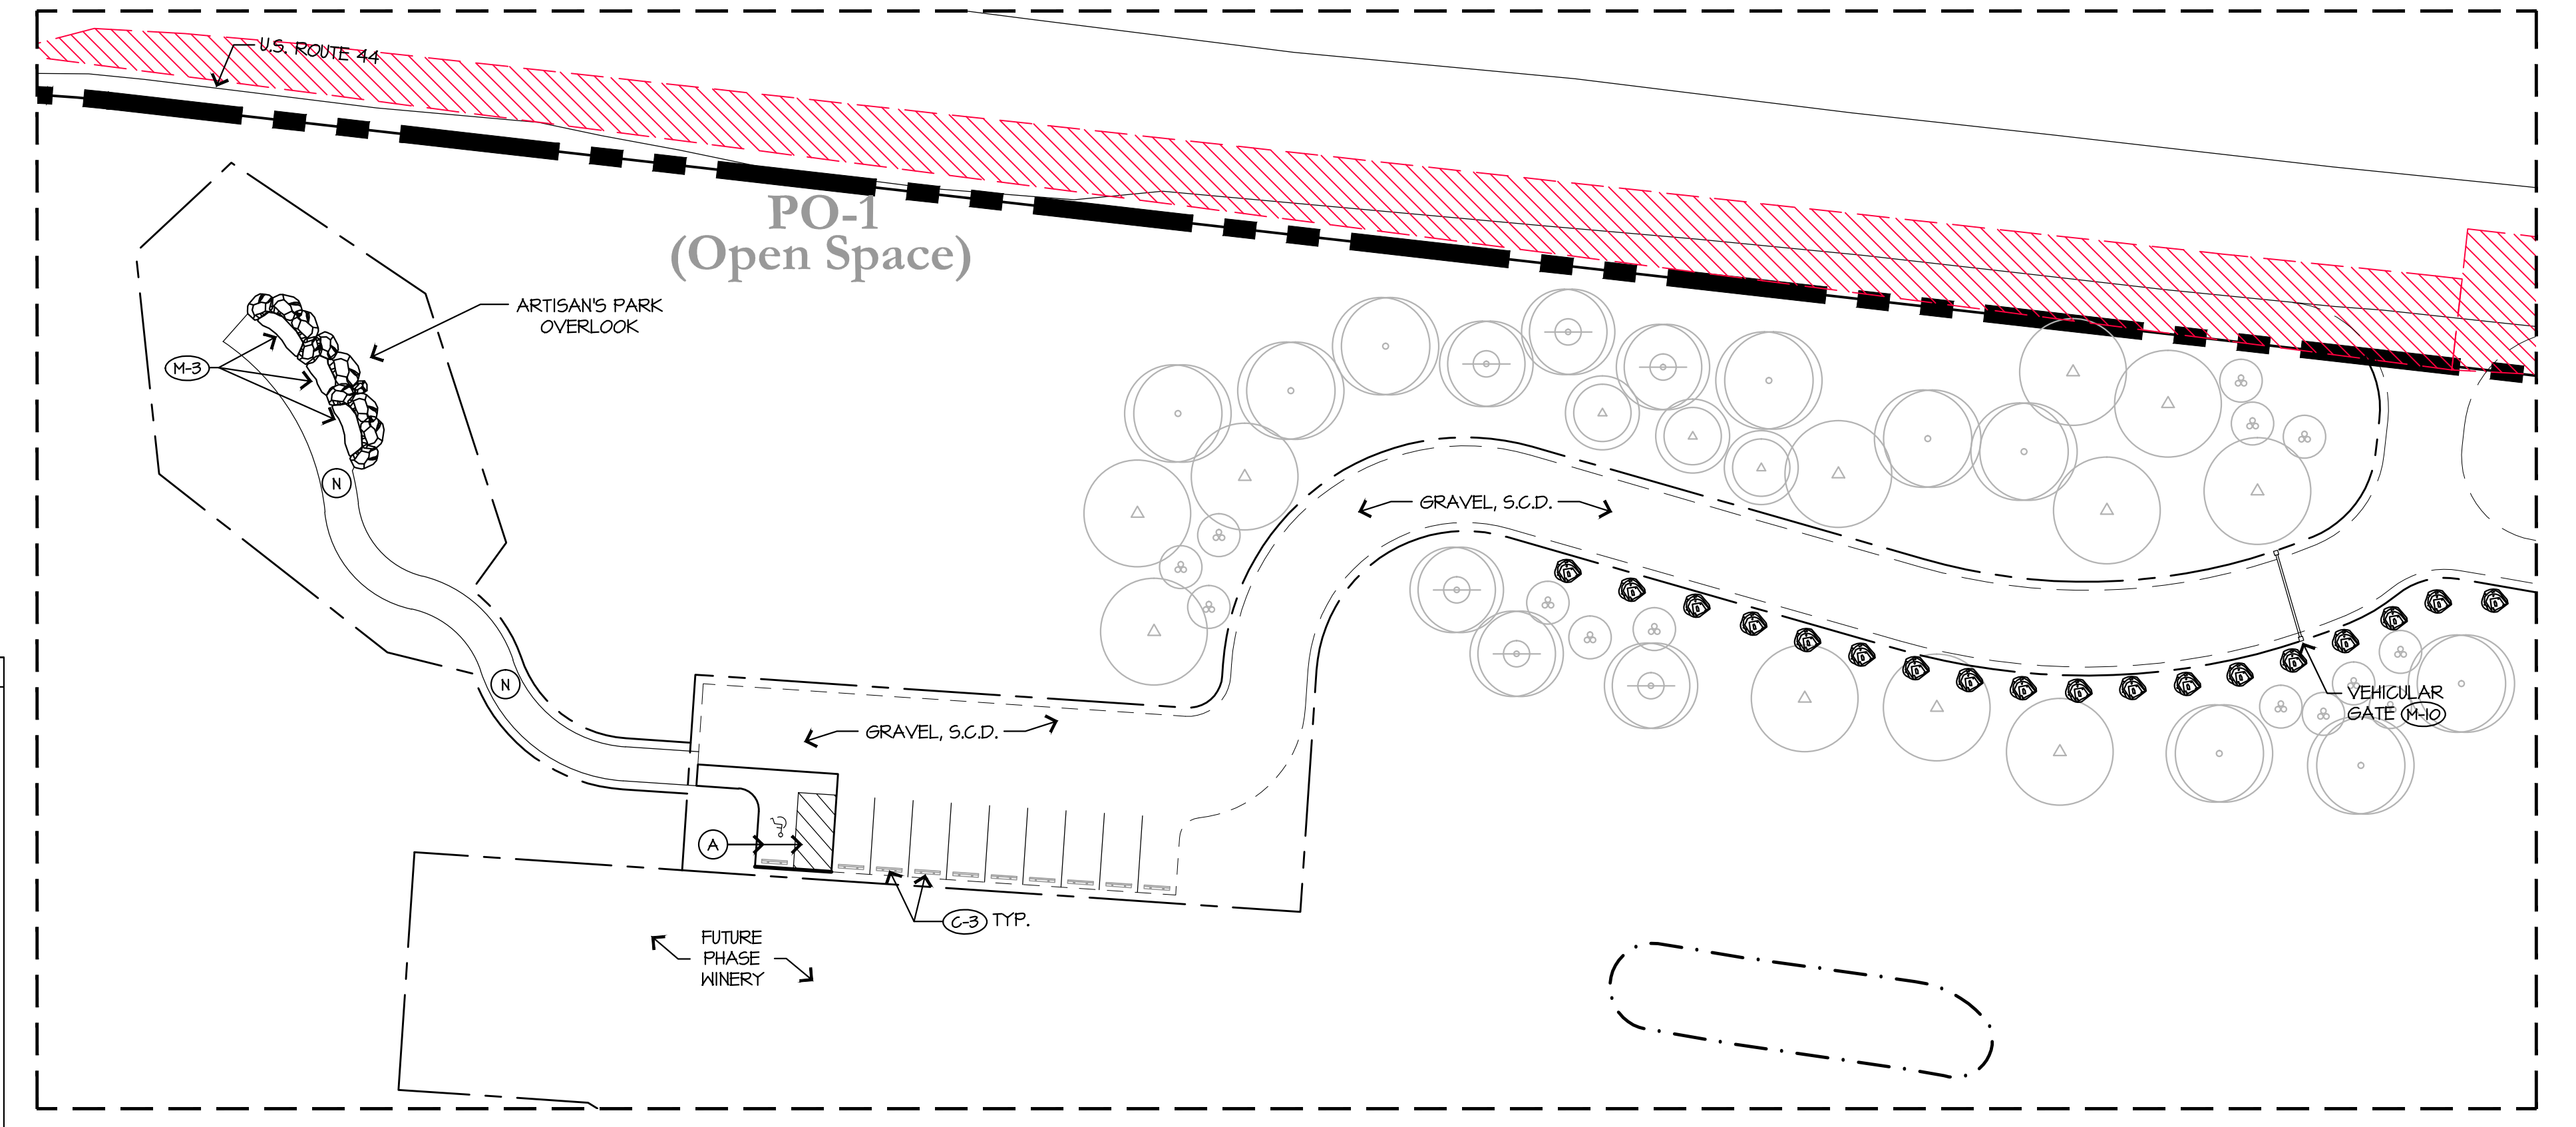 U.S. ROUTE 44
PO-1
(Open Space)
ARTISAN'S PARK
OVERLOOK
M-3
N
GRAVEL, S.C.D.
N
VEHICULAR
GATE M-10
GRAVEL, S.C.D.
A
C-3 TYP.
FUTURE
PHASE
WINERY